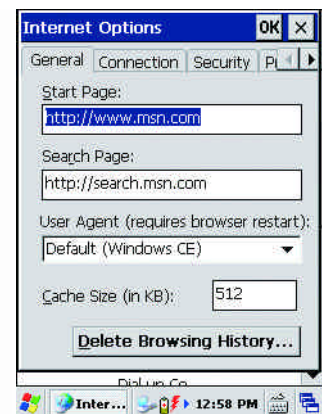 Internet Options OK ×
General Connection Security
Start Page:
http://www.msn.com
Search Page:
http://search.msn.com
User Agent (requires browser restart):
Default (Windows CE)
Cache Size (in KB): 512
Delete Browsing History...
Inter... 12:58 PM